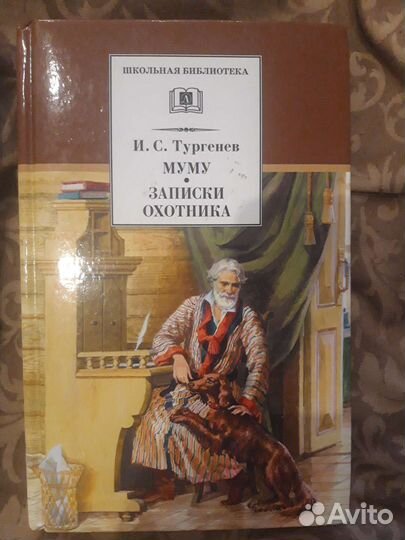 ШКОЛЬНАЯ БИБЛИОТЕКА
И. С. Тургенев
МУМУ
•
ЗАПИСКИ
ОХОТНИКА
Avito